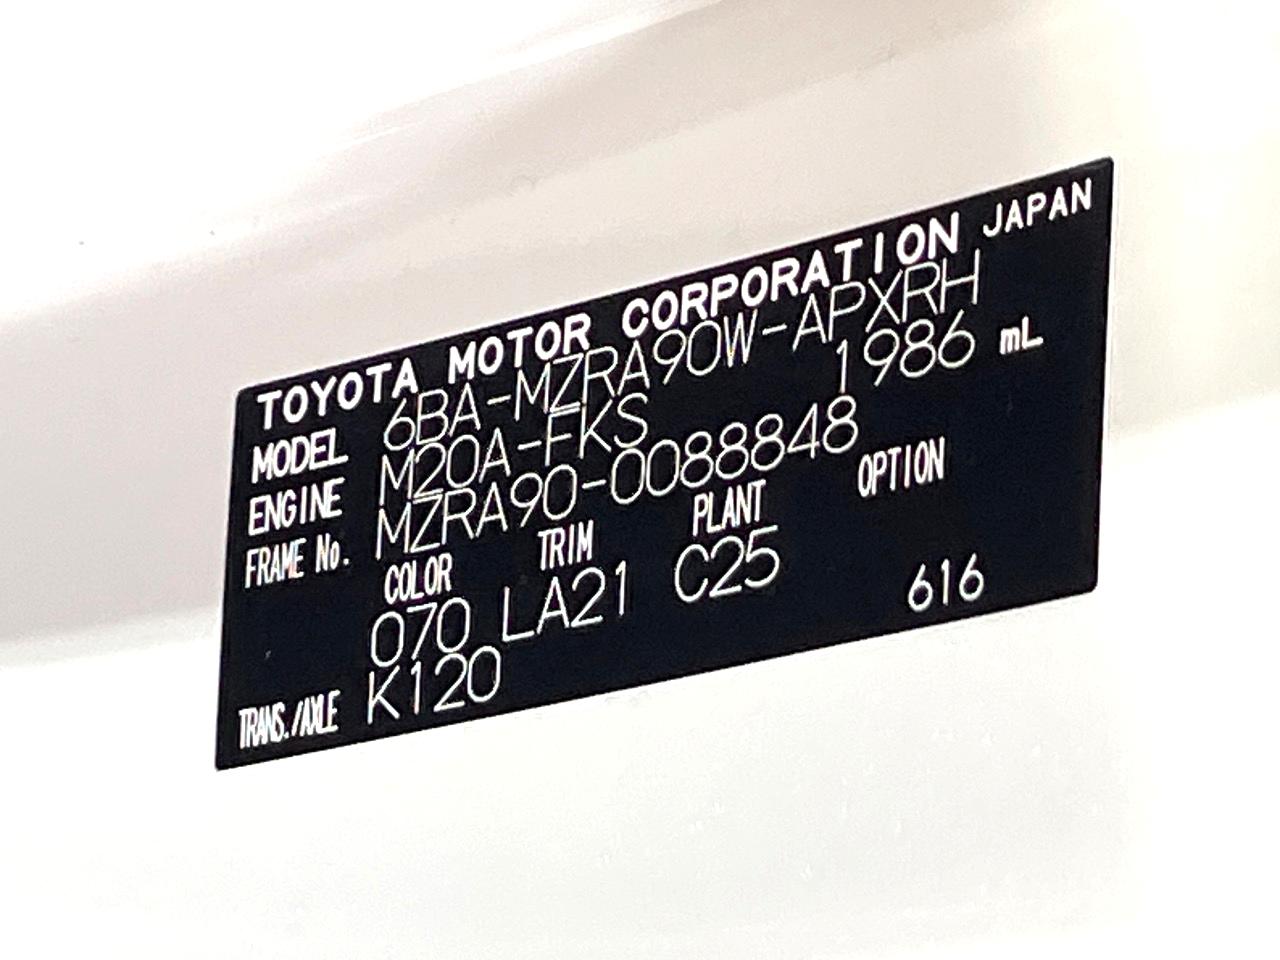 TOYOTA MOTOR CORPORATION JAPAN
MODEL 6BA-MZRA90W-APXRH
ENGINE M20A-FKS 1986 mL
FRAME No. MZRA90-0088848
COLOR TRIM PLANT OPTION
070 LA21 C25
TRANS./AXLE K120 616